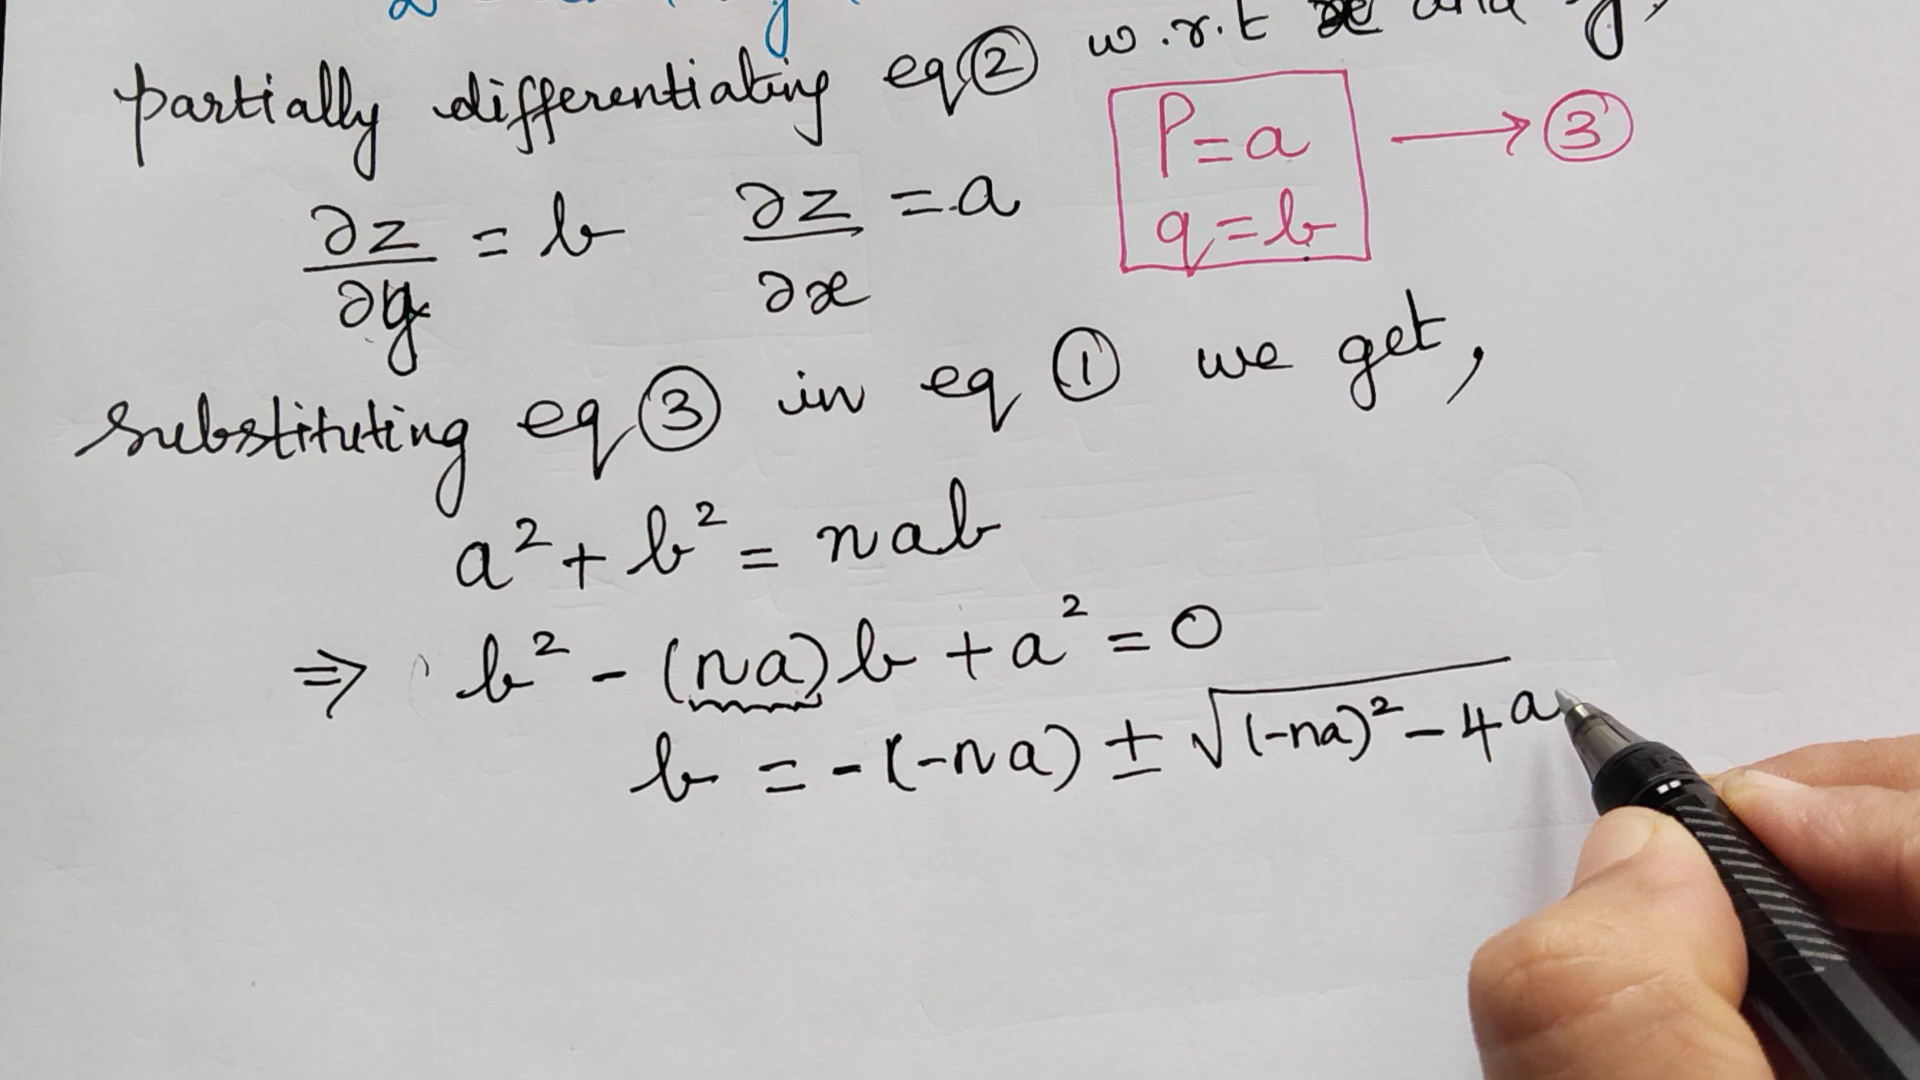 partially differentiating eq ② w.r.t x and y,
∂z/∂y = b ∂z/∂x = a
P = a
q = b
→ ③
substituting eq ③ in eq ① we get,
a² + b² = nab
⇒ b² - (na)b + a² = 0
b = -(-na) ± √(-na)² - 4a